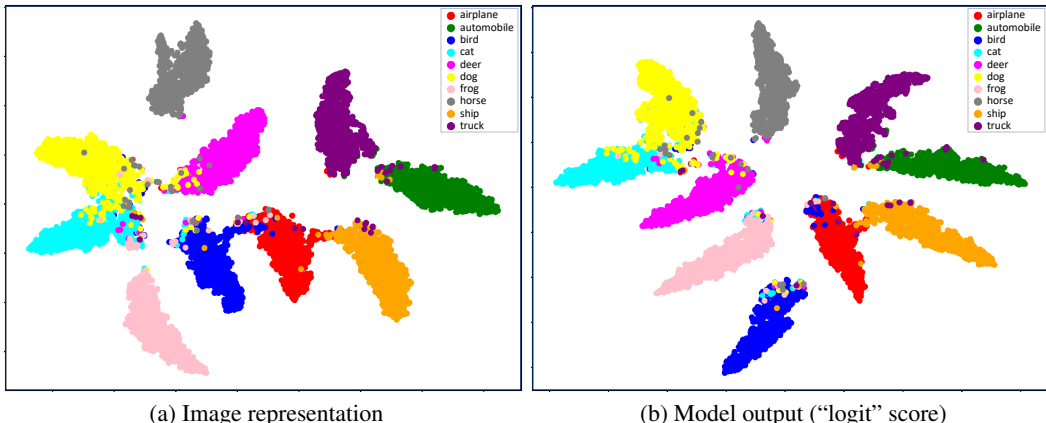 airplane
automobile
bird
cat
deer
dog
frog
horse
ship
truck
airplane
automobile
bird
cat
deer
dog
frog
horse
ship
truck
(a) Image representation
(b) Model output (“logit” score)